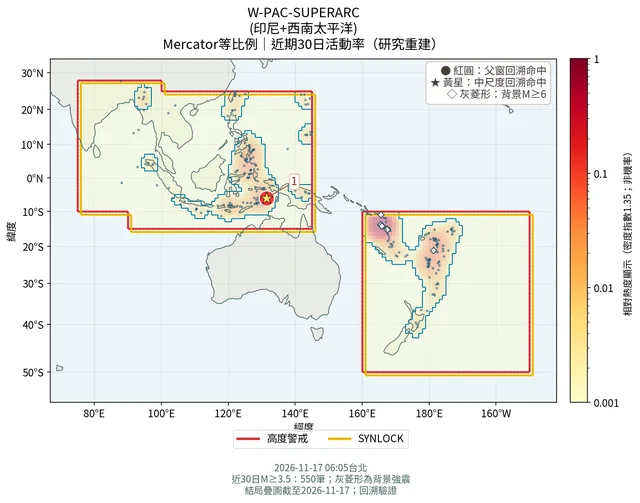 W-PAC-SUPERARC
(印尼+西南太平洋)
Mercator等比例｜近期30日活動率（研究重建）
● 紅圓：父窗回溯命中
★ 黃星：中尺度回溯命中
◇ 灰菱形：背景M≥6
30°N
20°N
10°N
0°N
10°S
20°S
30°S
40°S
50°S
緯度
1
80°E
100°E
120°E
140°E
160°E
180°E
160°W
經度
高度警戒
SYNLOCK
1
0.1
0.01
0.001
相對熱度顯示（密度指數1.35；非機率）
2026-11-17 06:05台北
近30日M≥3.5：550筆；灰菱形為背景強震
結局疊圖截至2026-11-17；回溯驗證